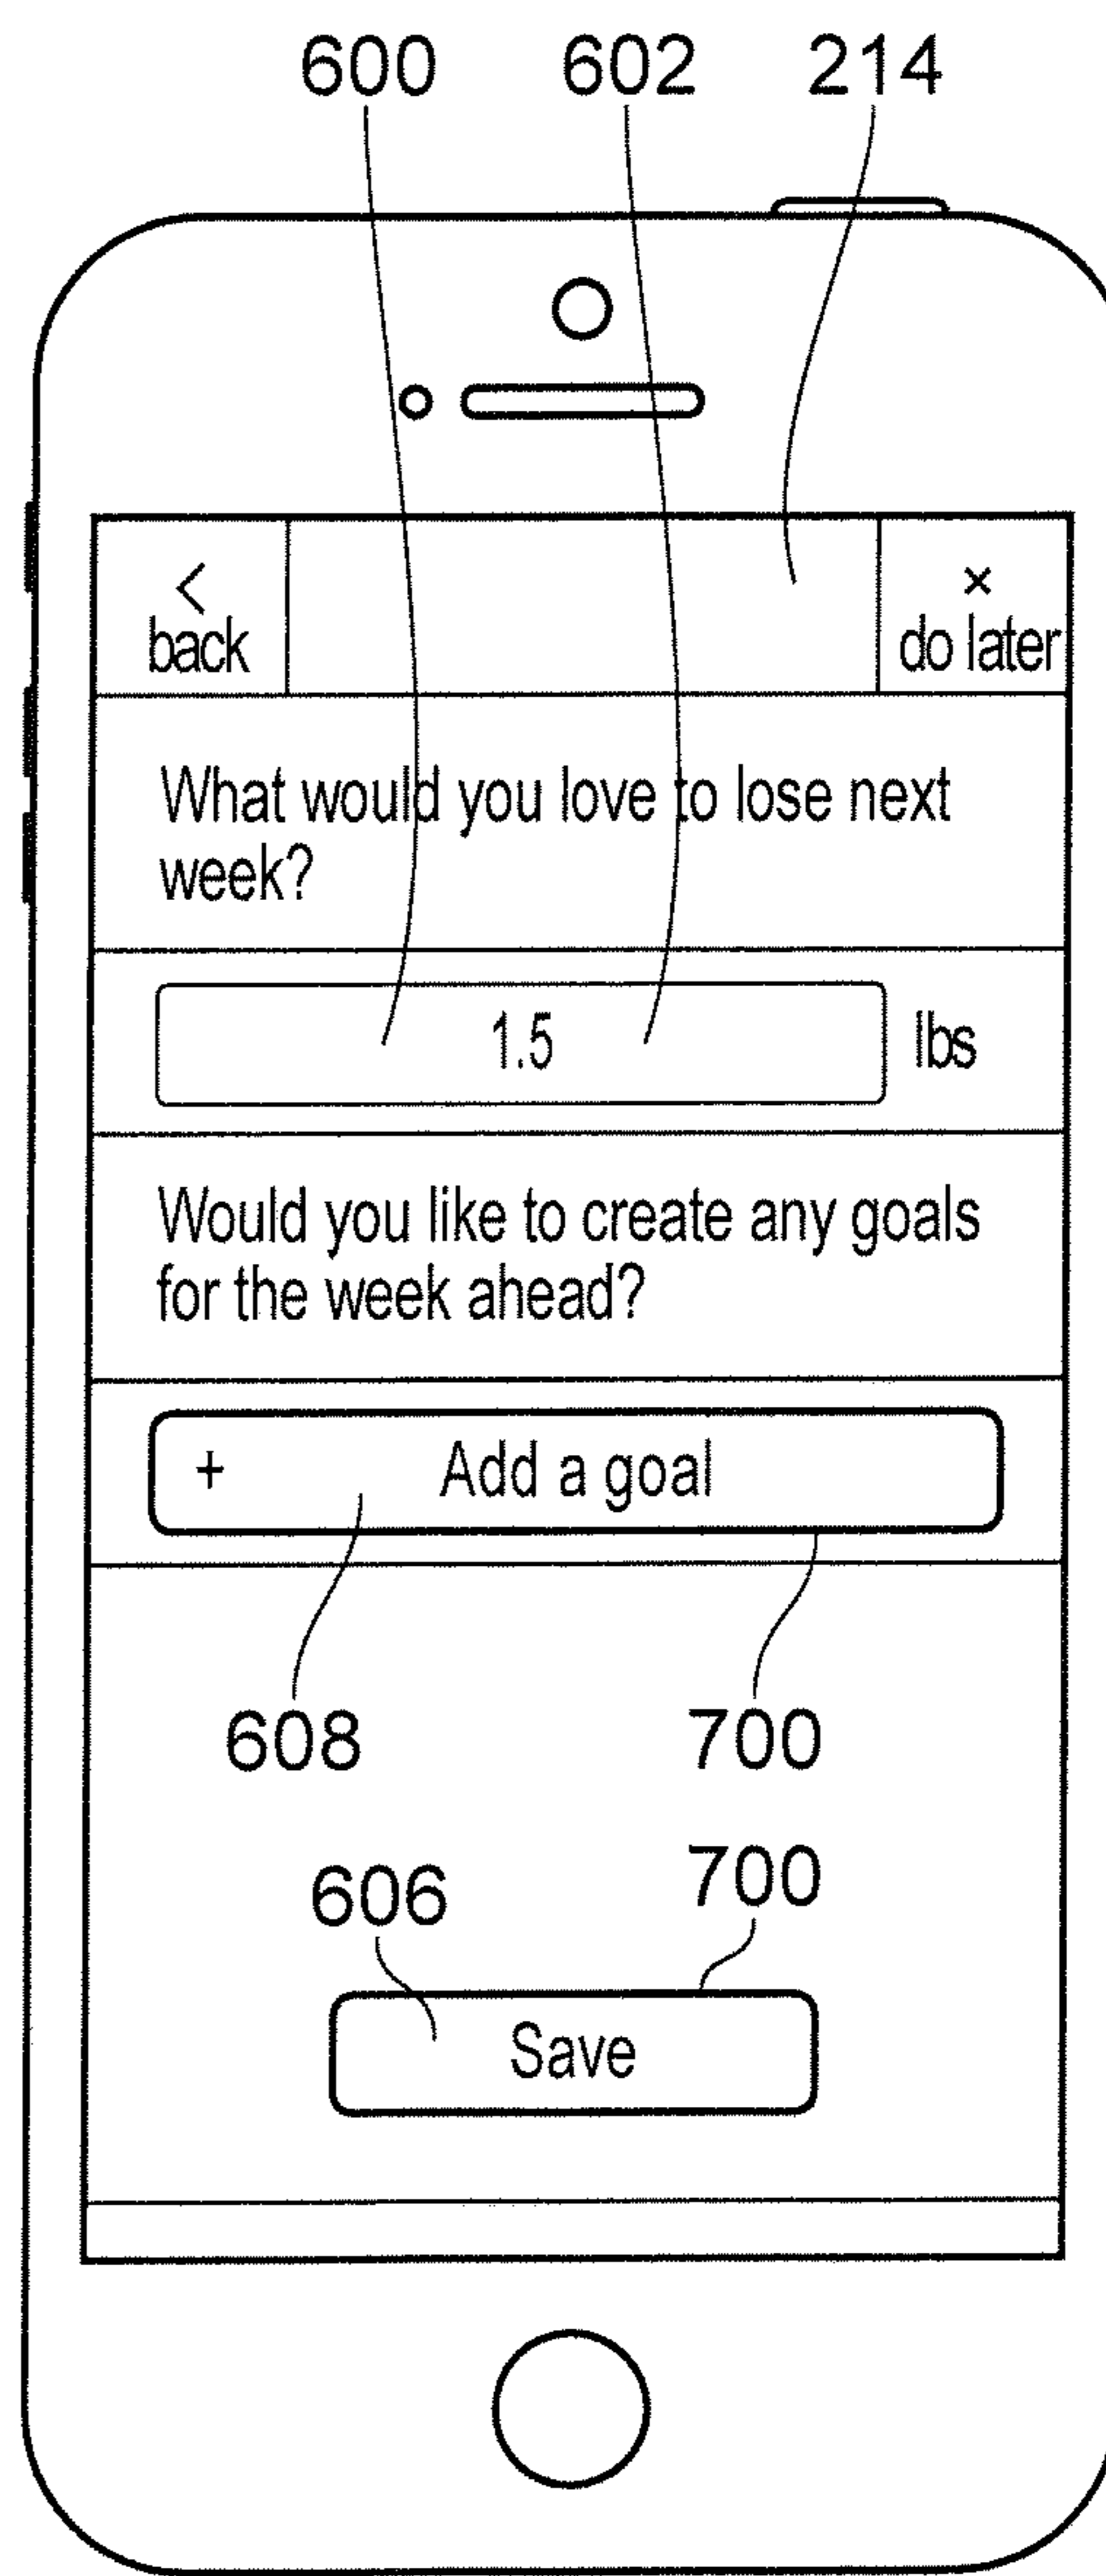 600 602 214
<
back
×
do later
What would you love to lose next
week?
1.5 lbs
Would you like to create any goals
for the week ahead?
+ Add a goal
608 700
606 700
Save